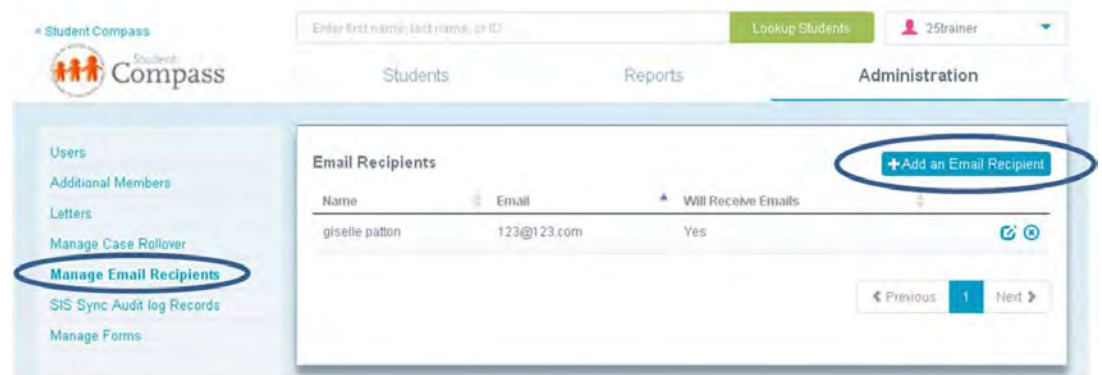 « Student Compass
Enter first name, last name, or ID
Lookup Students
25trainer
Student
Compass
Students
Reports
Administration
Users
Additional Members
Letters
Manage Case Rollover
Manage Email Recipients
SIS Sync Audit log Records
Manage Forms
Email Recipients
+Add an Email Recipient
Name Email Will Receive Emails
giselle patton 123@123.com Yes
Previous 1 Next